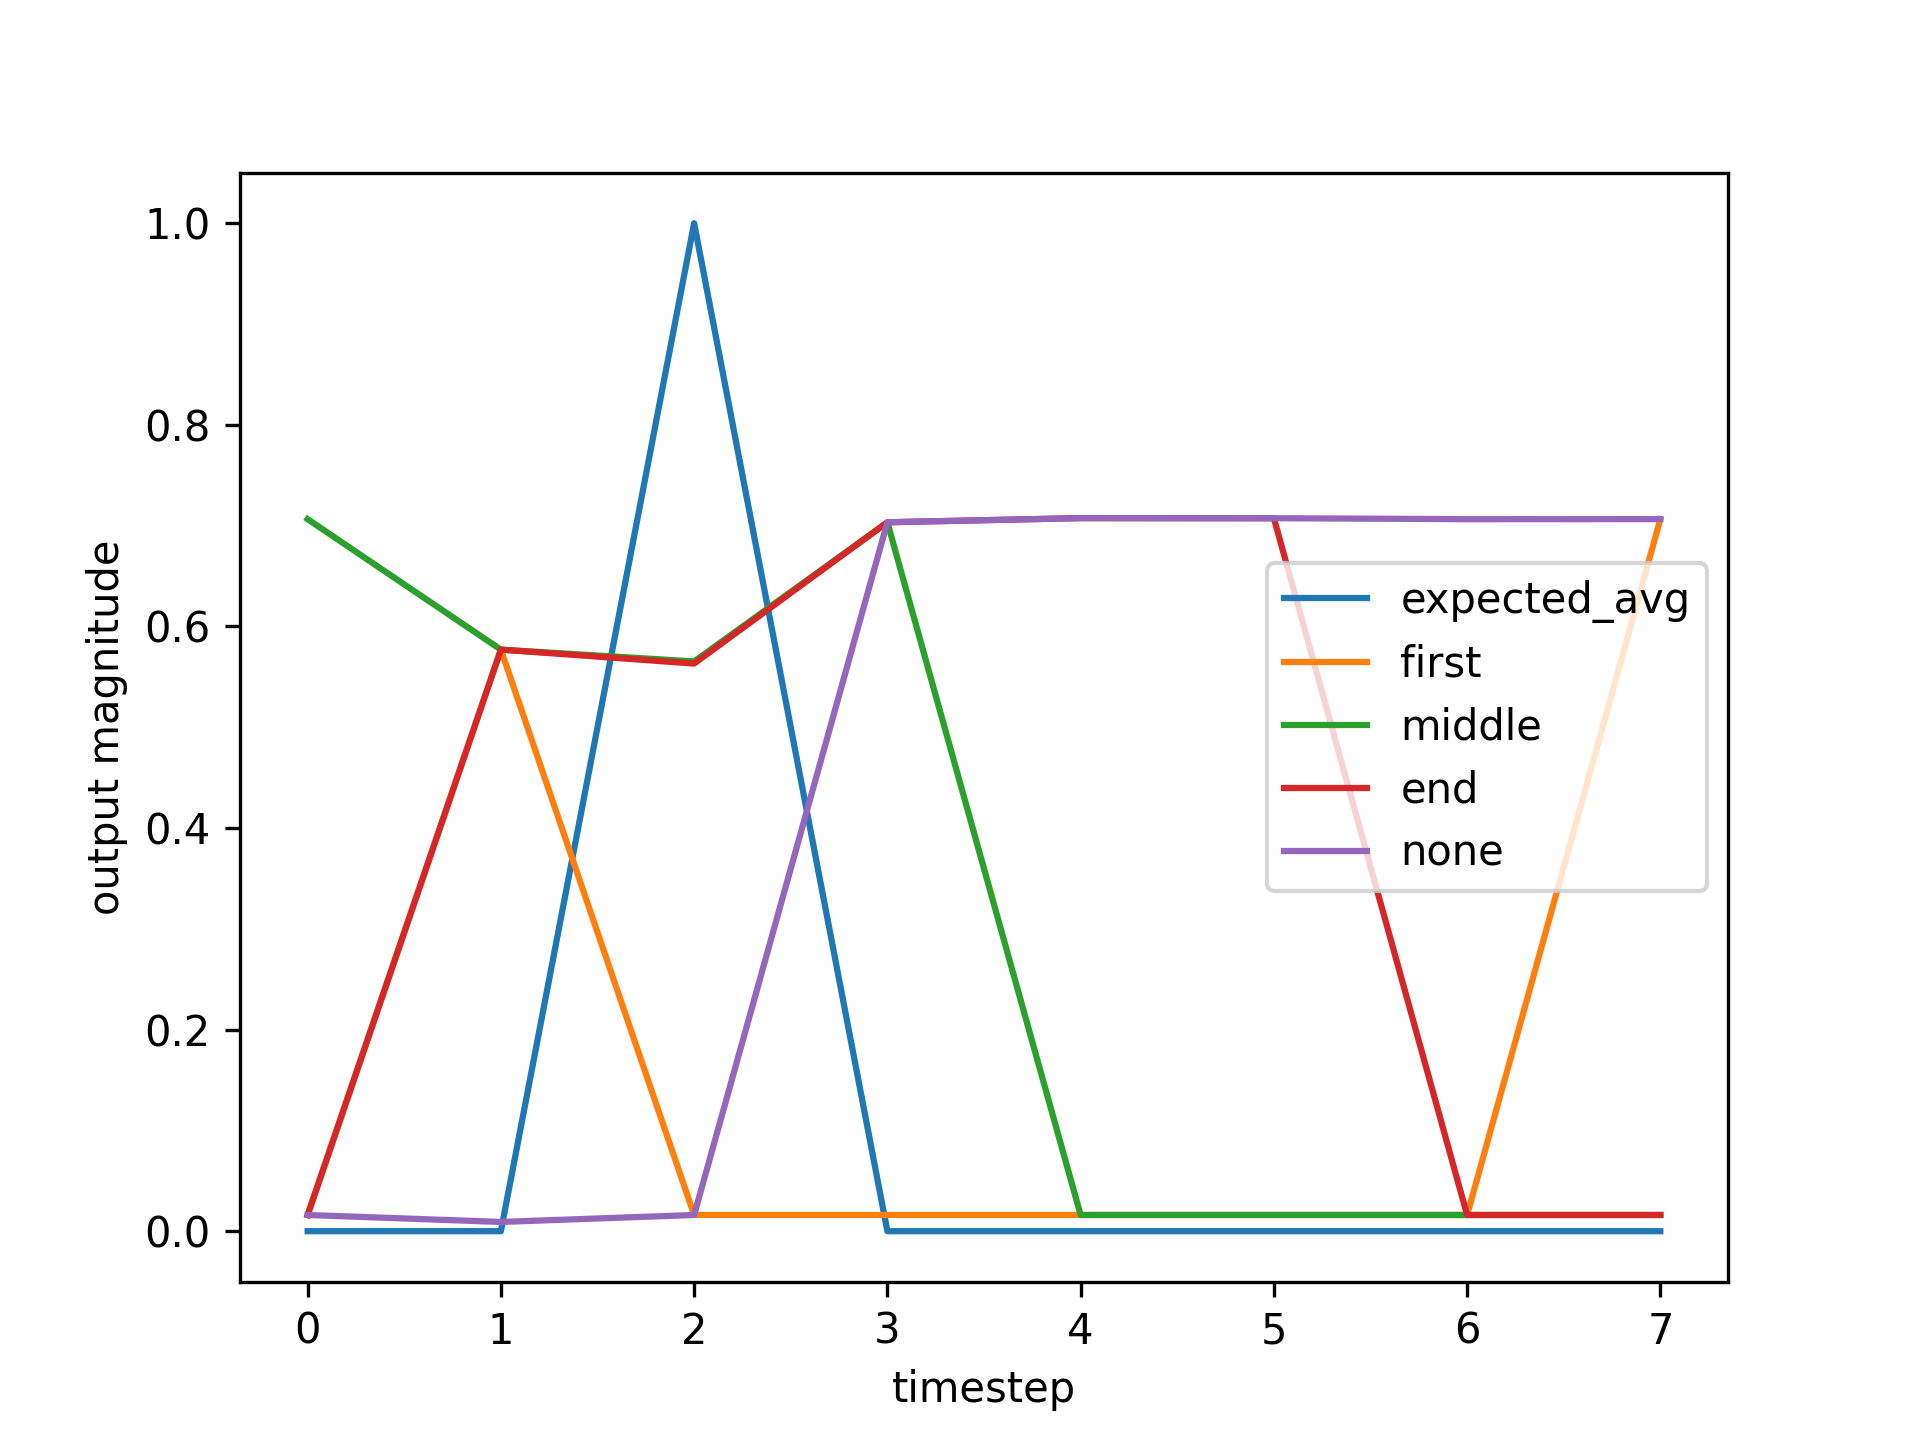 1.0
0.8
0.6
0.4
0.2
0.0
output magnitude
expected_avg
first
middle
end
none
0 1 2 3 4 5 6 7
timestep